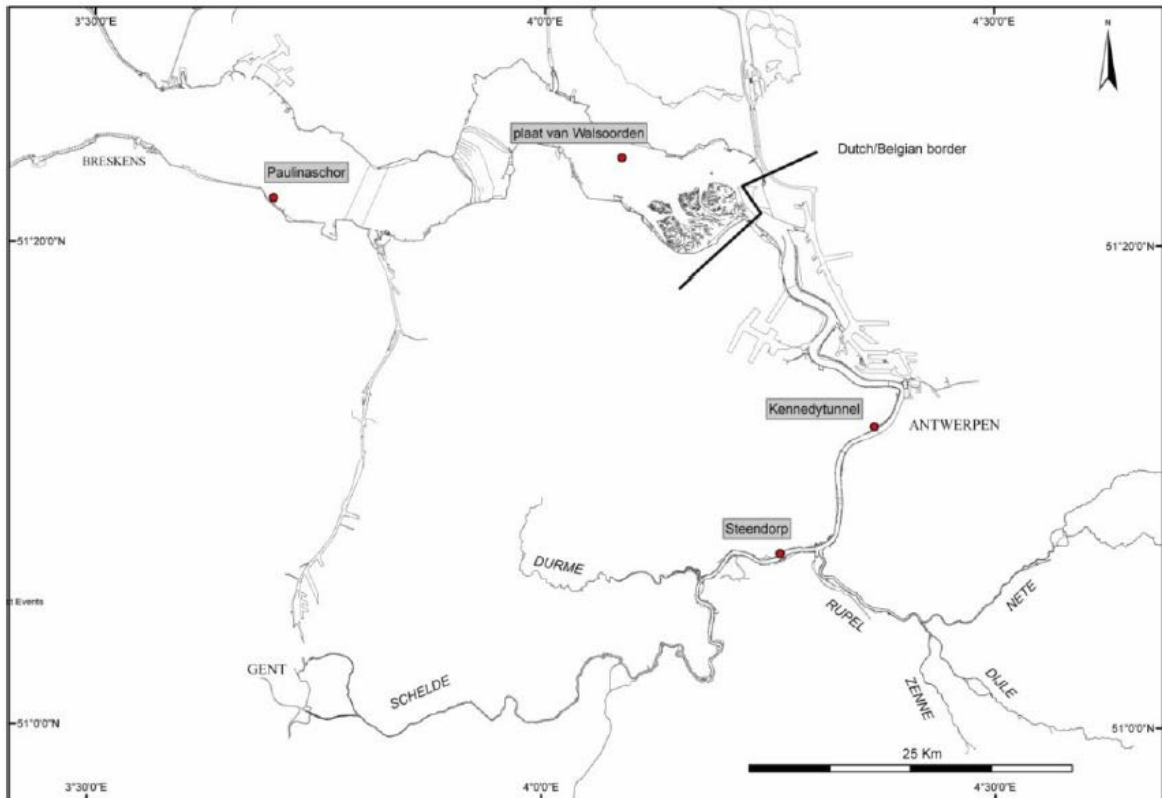 3°30'0"E
4°0'0"E
4°30'0"E
N
plaat van Walsoorden
Dutch/Belgian border
BRESKENS
Paulinaschor
51°20'0"N
51°20'0"N
Kennedytunnel
ANTWERPEN
Steendorp
DURME
NETE
Events
RUPEL
GENT
SCHELDE
DIJLE
ZENNE
51°0'0"N
51°0'0"N
25 Km
3°30'0"E
4°0'0"E
4°30'0"E